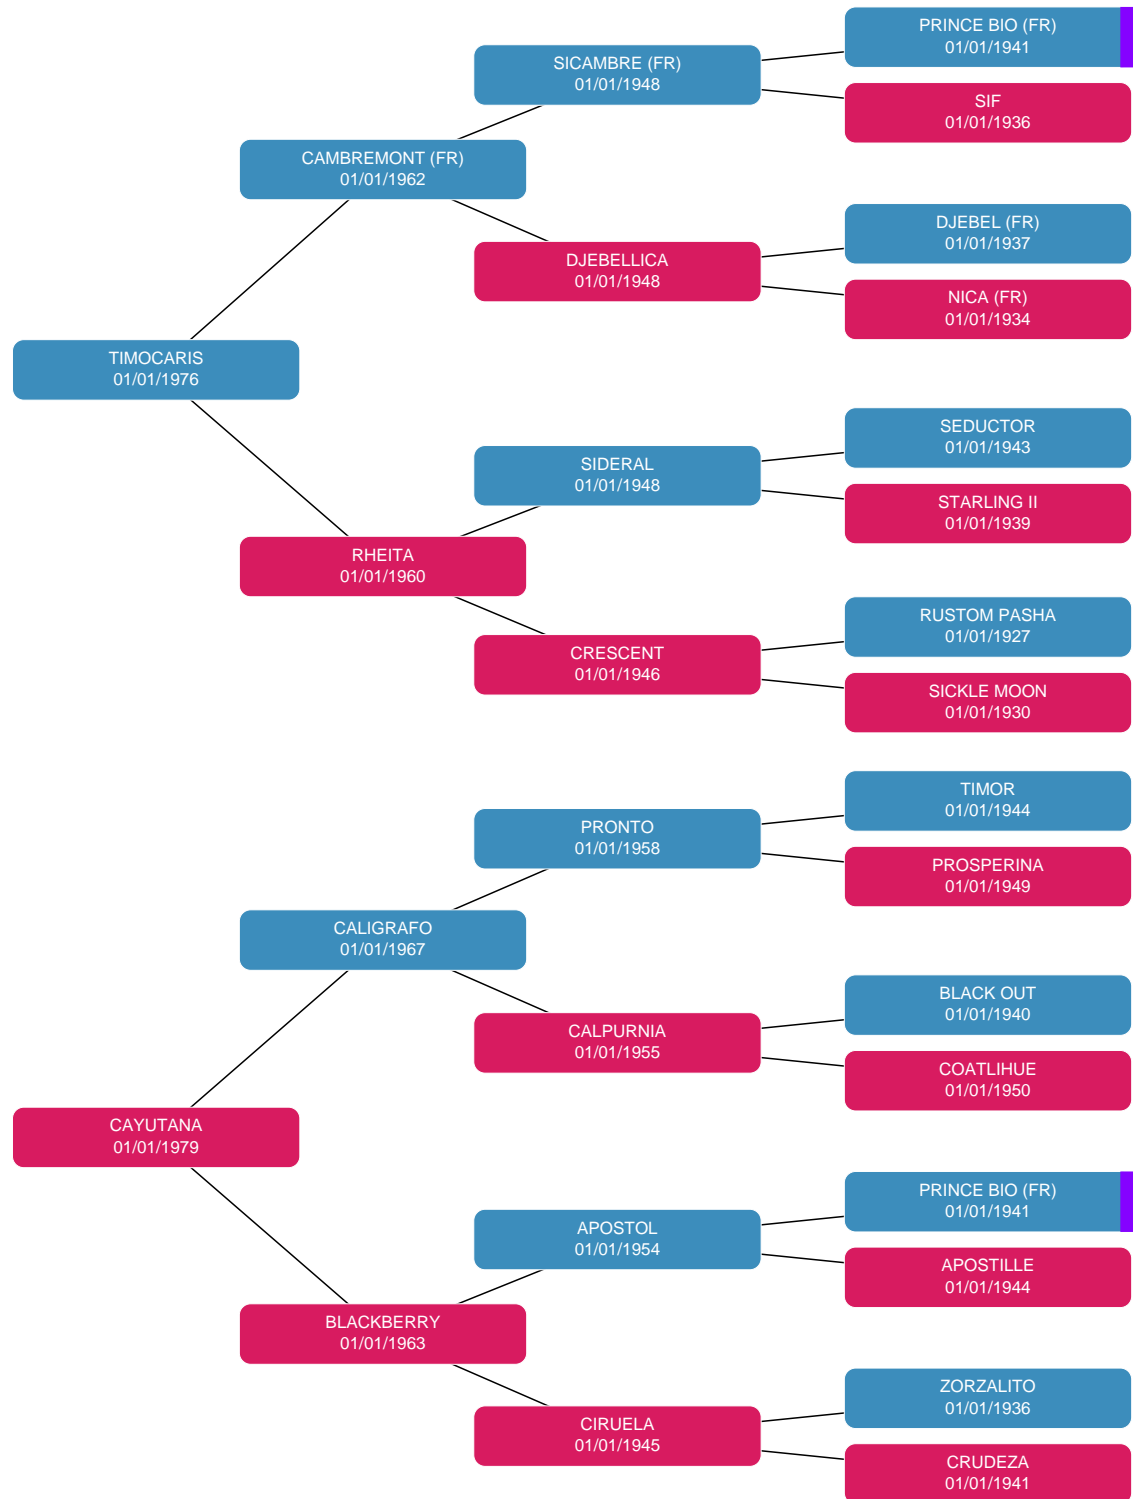 PRINCE BIO (FR)
01/01/1941
SICAMBRE (FR)
01/01/1948
SIF
01/01/1936
CAMBREMONT (FR)
01/01/1962
DJEBEL (FR)
01/01/1937
DJEBELLICA
01/01/1948
NICA (FR)
01/01/1934
TIMOCARIS
01/01/1976
SEDUCTOR
01/01/1943
SIDERAL
01/01/1948
STARLING II
01/01/1939
RHEITA
01/01/1960
RUSTOM PASHA
01/01/1927
CRESCENT
01/01/1946
SICKLE MOON
01/01/1930
TIMOR
01/01/1944
PRONTO
01/01/1958
PROSPERINA
01/01/1949
CALIGRAFO
01/01/1967
BLACK OUT
01/01/1940
CALPURNIA
01/01/1955
COATLIHUE
01/01/1950
CAYUTANA
01/01/1979
PRINCE BIO (FR)
01/01/1941
APOSTOL
01/01/1954
APOSTILLE
01/01/1944
BLACKBERRY
01/01/1963
ZORZALITO
01/01/1936
CIRUELA
01/01/1945
CRUDEZA
01/01/1941